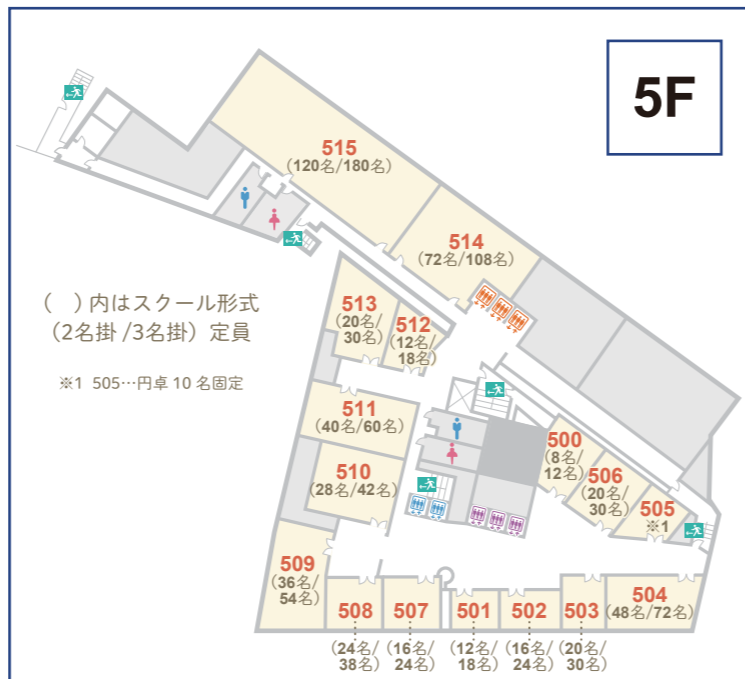 5F
515
(120名/180名)
514
(72名/108名)
( )内はスクール形式
(2名掛/3名掛)定員
※1 505…円卓10名固定
513
(20名/
30名)
512
(12名/
18名)
511
(40名/60名)
510
(28名/42名)
500
(8名/
12名)
506
(20名/
30名)
505
※1
509
(36名/
54名)
508
(24名/
38名)
507
(16名/
24名)
501
(12名/
18名)
502
(16名/
24名)
503
(20名/
30名)
504
(48名/72名)